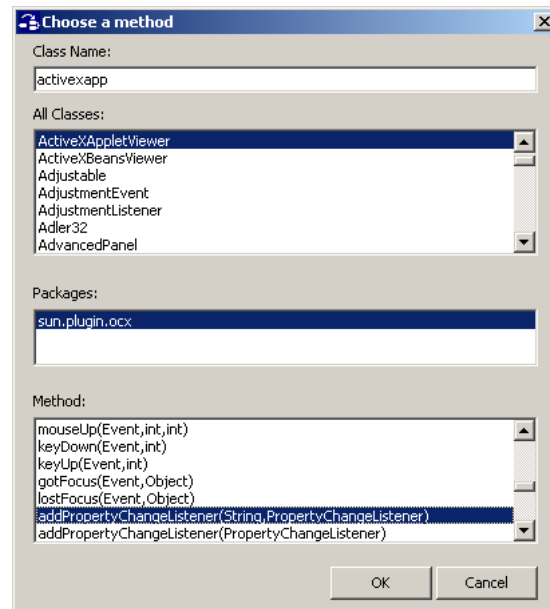 Choose a method
Class Name:
activexapp
All Classes:
ActiveXAppletViewer
ActiveXBeansViewer
Adjustable
AdjustmentEvent
AdjustmentListener
Adler32
AdvancedPanel
Packages:
sun.plugin.ocx
Method:
mouseUp(Event,int,int)
keyDown(Event,int)
keyUp(Event,int)
gotFocus(Event,Object)
lostFocus(Event,Object)
addPropertyChangeListener(String,PropertyChangeListener)
addPropertyChangeListener(PropertyChangeListener)
OK Cancel